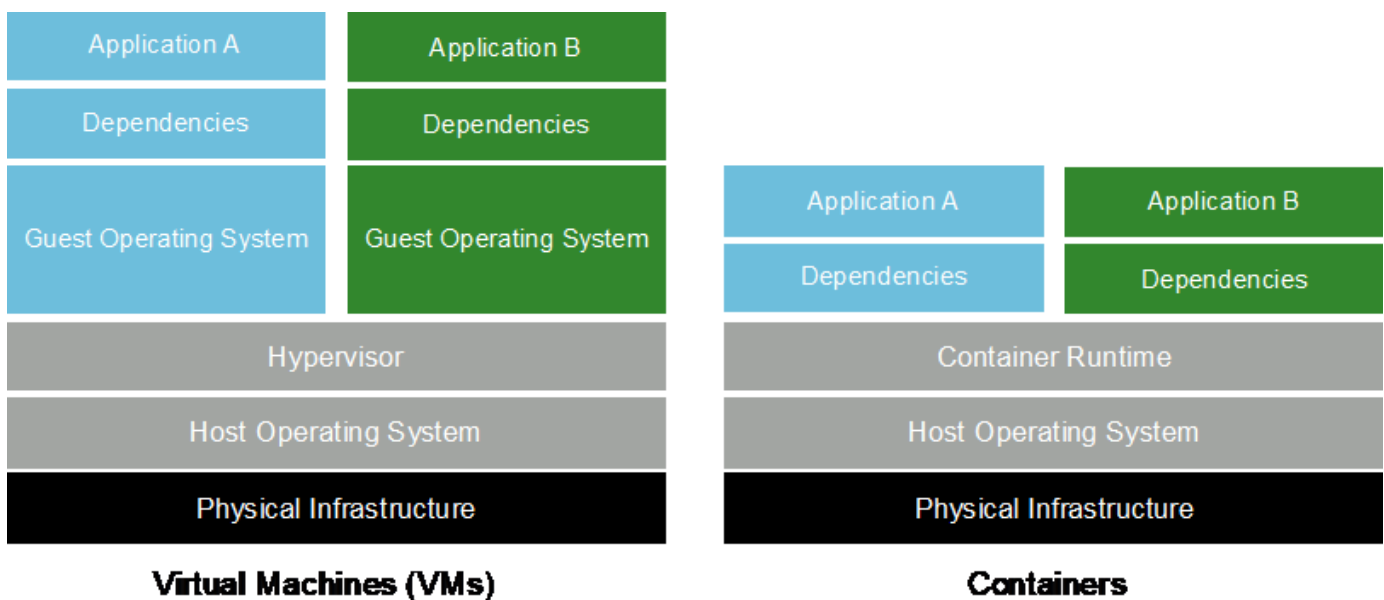 Application A
Application B
Dependencies
Dependencies
Guest Operating System
Guest Operating System
Hypervisor
Host Operating System
Physical Infrastructure
Virtual Machines (VMs)
Application A
Application B
Dependencies
Dependencies
Container Runtime
Host Operating System
Physical Infrastructure
Containers